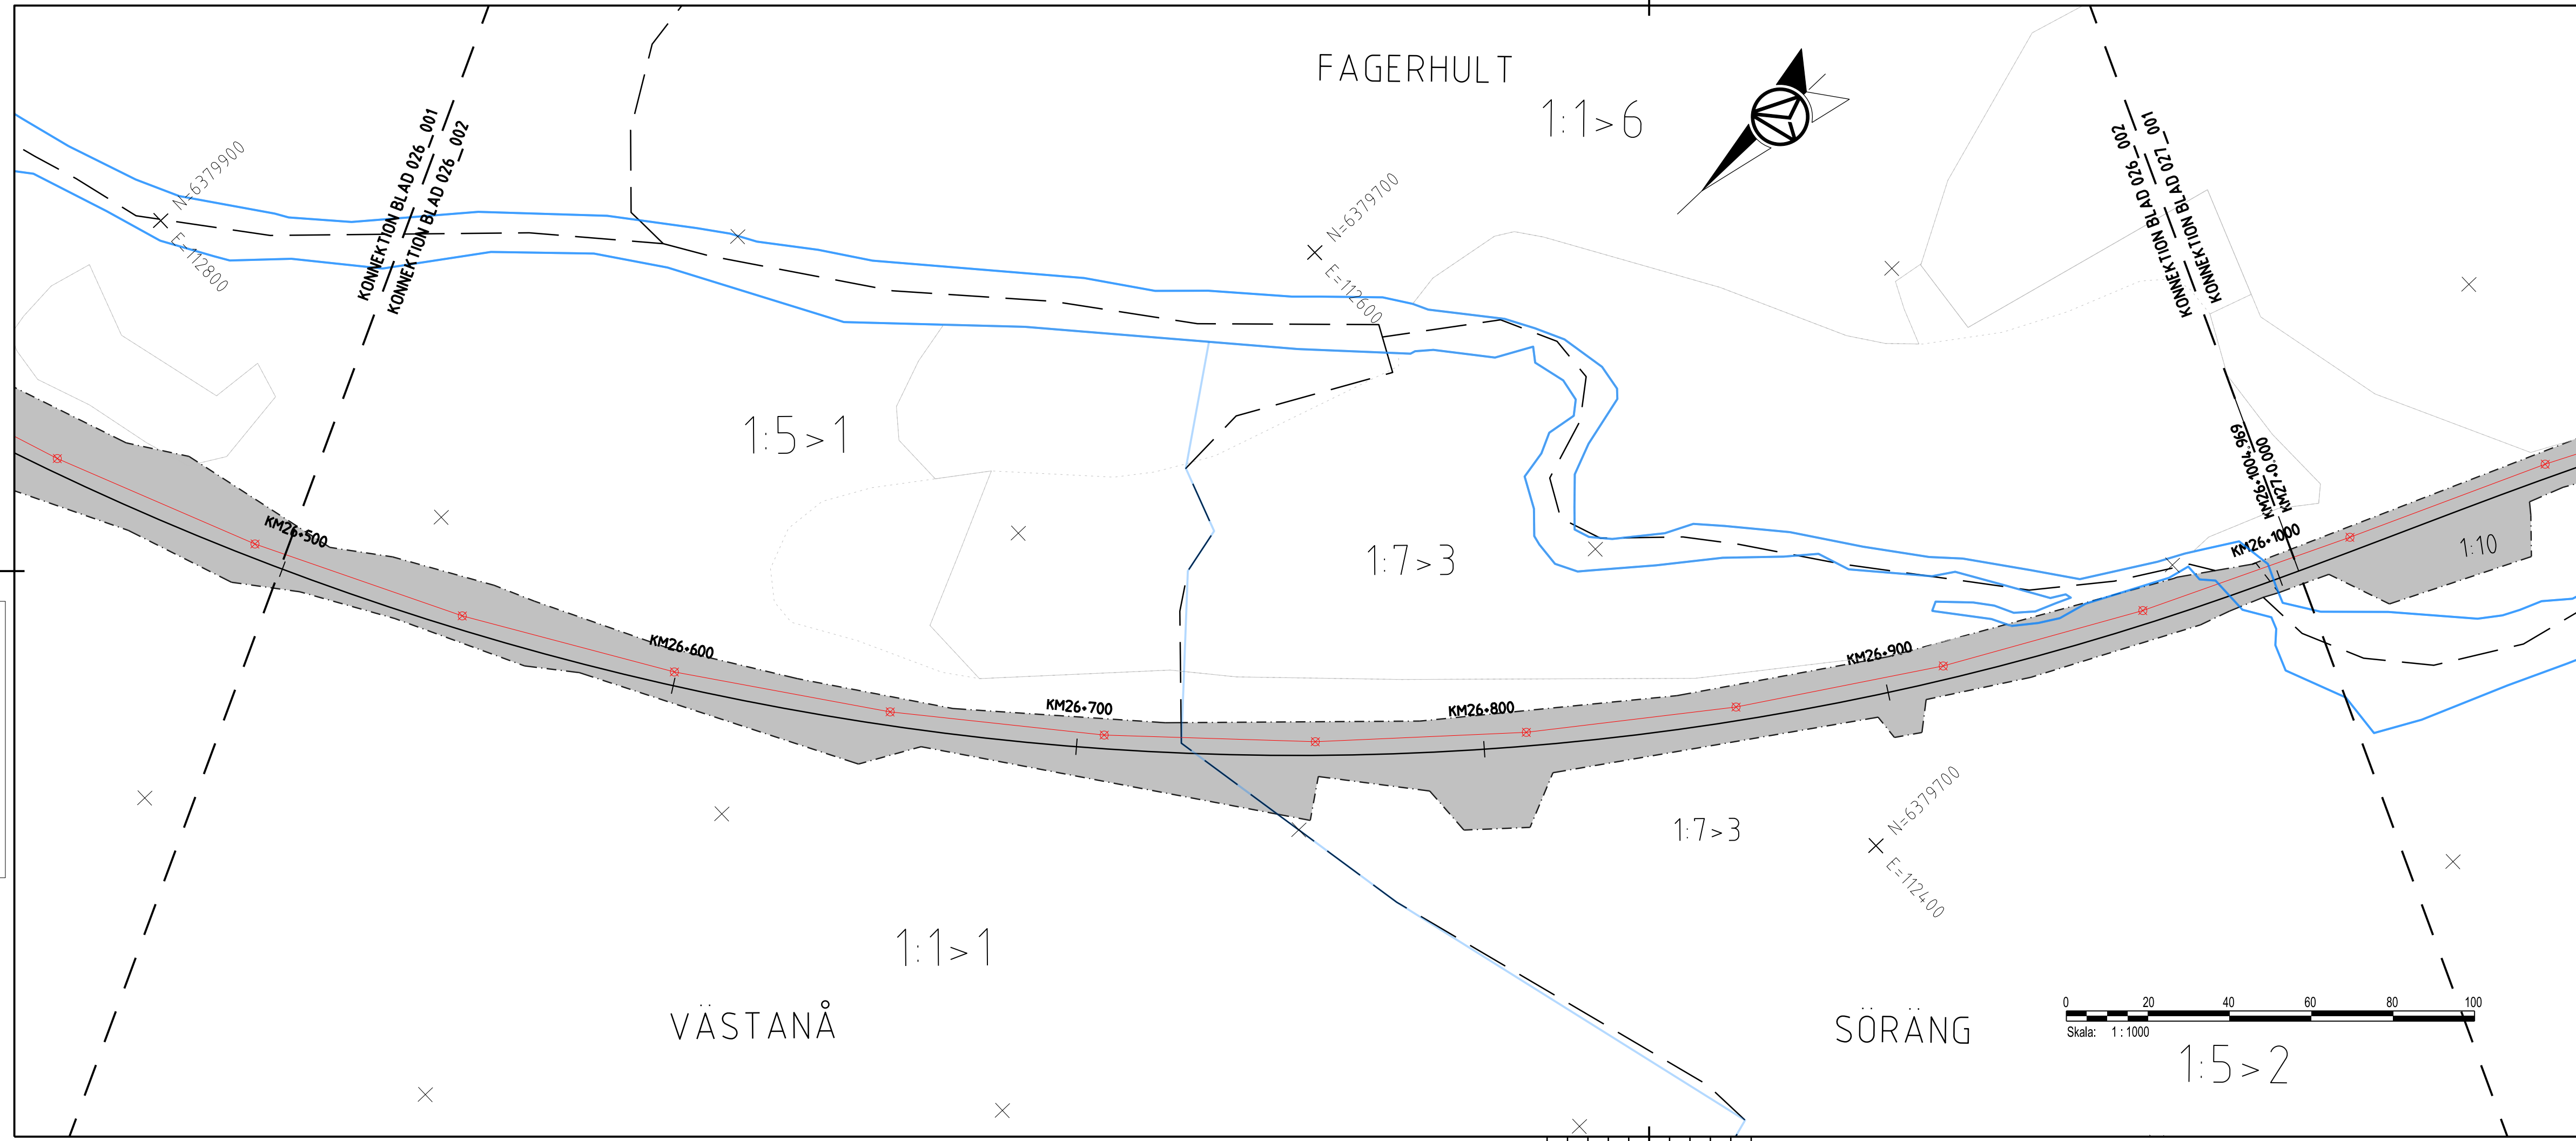 FAGERHULT
1:1>6
KONNEKTION BLAD 026_001
KONNEKTION BLAD 026_002
N=6379900
E=112800
N=6379700
E=112600
KONNEKTION BLAD 026_002
KONNEKTION BLAD 027_001
1:5>1
1:7>3
KM26+1004.969
KM27+0.000
KM26+500
KM26+600
KM26+700
KM26+800
KM26+900
KM26+1000
1:10
1:7>3
N=6379700
E=112400
1:1>1
VÄSTANÅ
SÖRÄNG
0 20 40 60 80 100
Skala: 1 : 1000
1:5>2